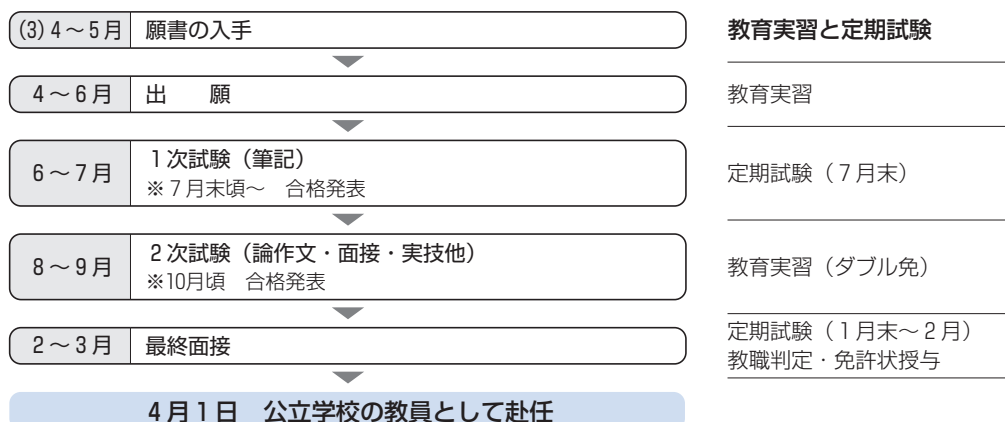 (3) 4～5月 願書の入手
4～6月 出　　願
6～7月 1次試験（筆記）
※7月末頃～　合格発表
8～9月 2次試験（論作文・面接・実技他）
※10月頃　合格発表
2～3月 最終面接
4月1日　公立学校の教員として赴任
教育実習と定期試験
教育実習
定期試験（7月末）
教育実習（ダブル免）
定期試験（1月末～2月）
教職判定・免許状授与